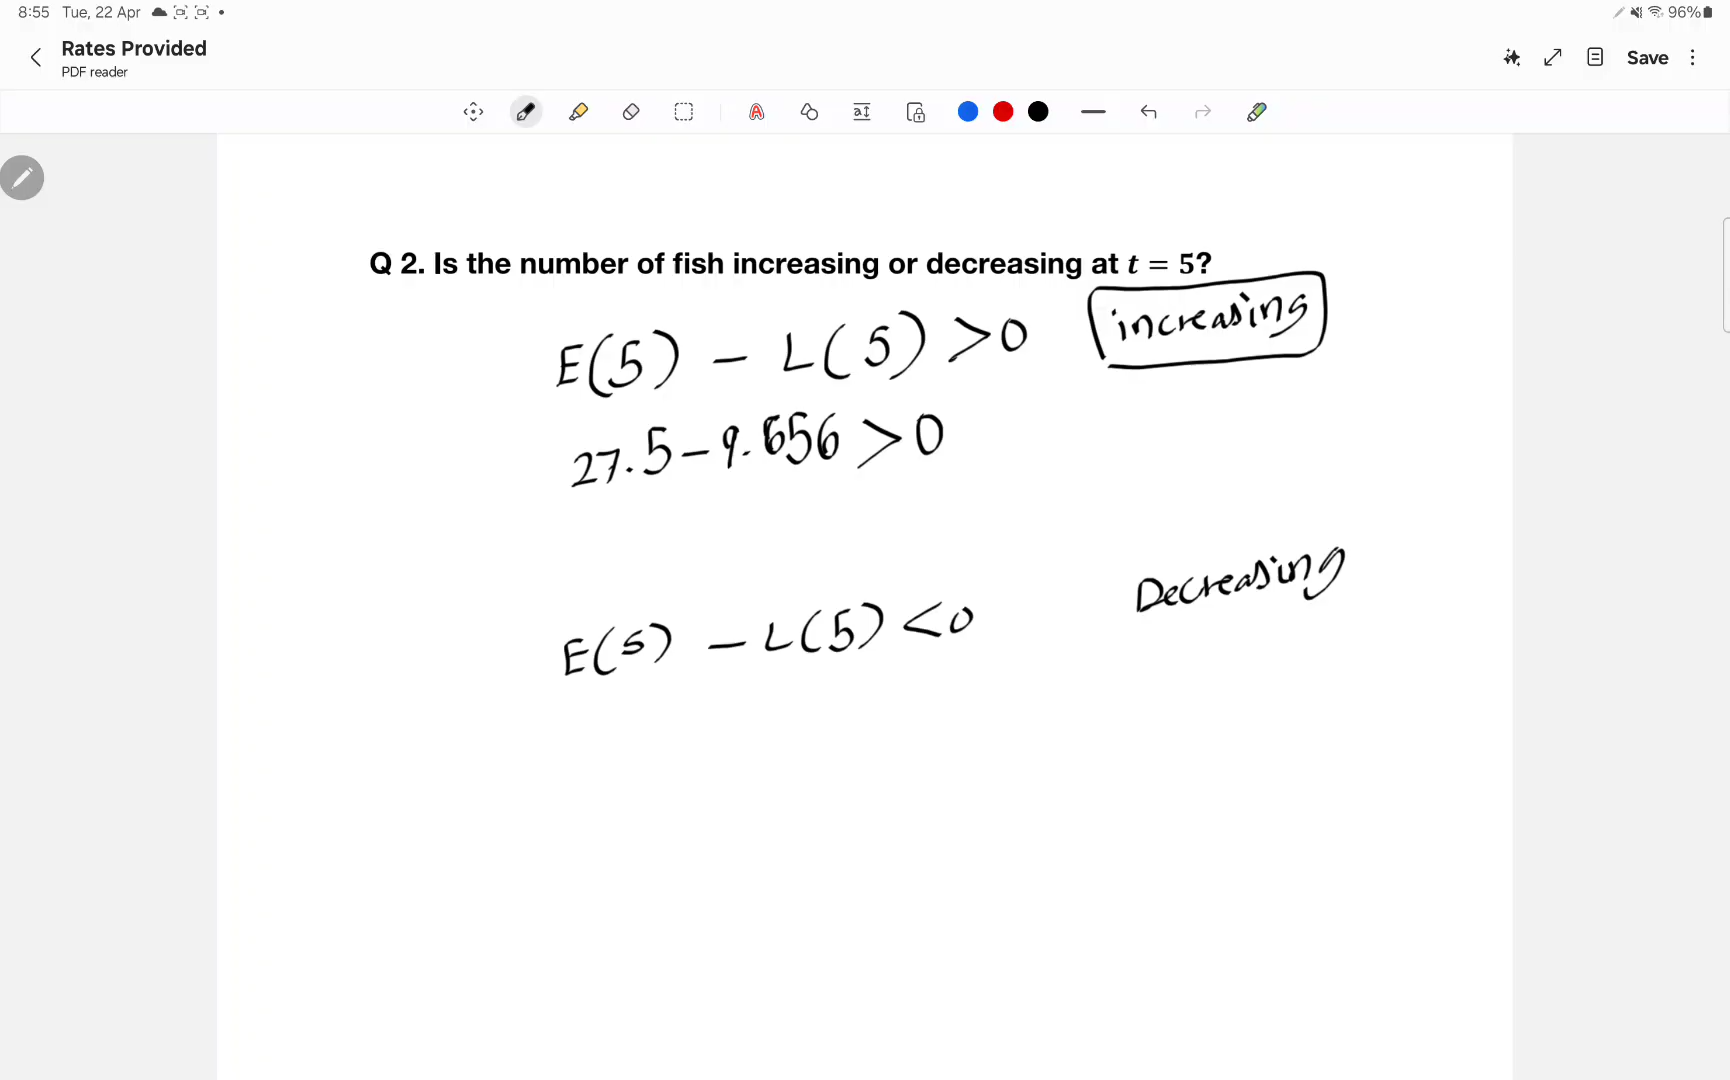 8:55 Tue, 22 Apr 96%
Rates Provided
PDF reader
Save
Q 2. Is the number of fish increasing or decreasing at t = 5?
increasing
E(5) - L(5) >0
27.5-9.656 >0
Decreasing
E(5) - L(5) <0